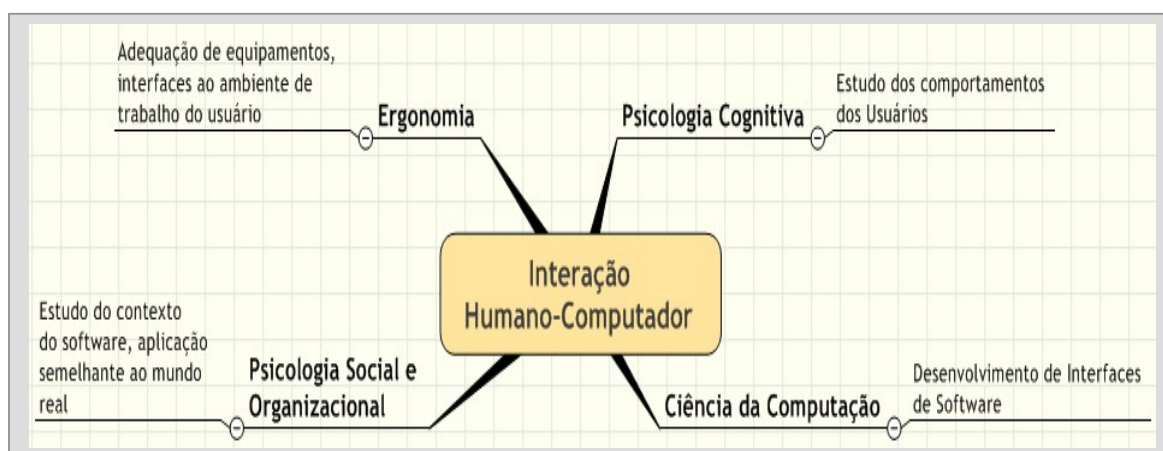 Adequação de equipamentos,
interfaces ao ambiente de
trabalho do usuário
Ergonomia
Psicologia Cognitiva
Estudo dos comportamentos
dos Usuários
Interação
Humano-Computador
Estudo do contexto
do software, aplicação
semelhante ao mundo
real
Psicologia Social e
Organizacional
Ciência da Computação
Desenvolvimento de Interfaces
de Software